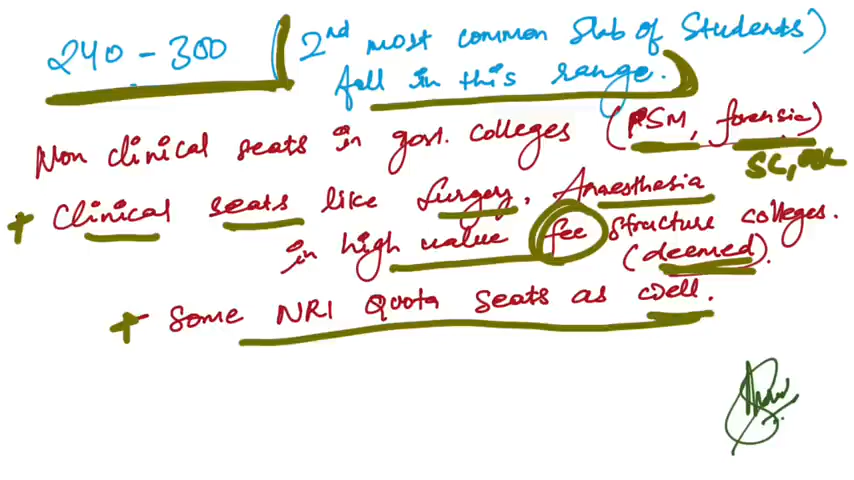 240 - 300 (2nd most common slab of Students)
fall in this range.
Non clinical seats in govt. colleges (PSM, forensic)
SC,
+ Clinical seats like Surgery, Anaesthesia
in high value fee structure colleges.
(deemed).
+ Some NRI Quota seats as well.